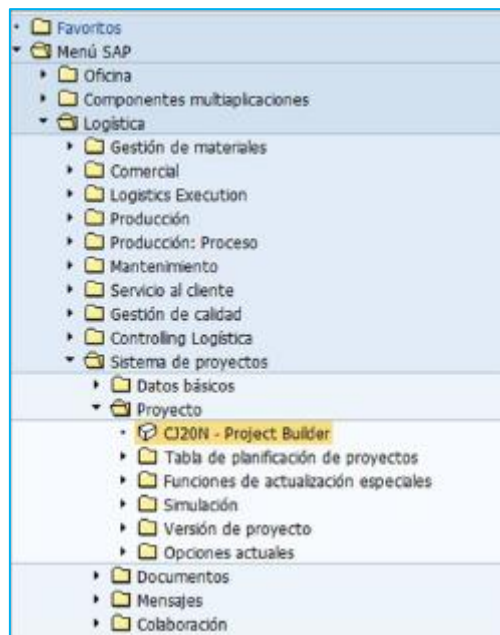 Favoritos
Menú SAP
Oficina
Componentes multiaplicaciones
Logística
Gestión de materiales
Comercial
Logistics Execution
Producción
Producción: Proceso
Mantenimiento
Servicio al cliente
Gestión de calidad
Controlling Logística
Sistema de proyectos
Datos básicos
Proyecto
CJ20N - Project Builder
Tabla de planificación de proyectos
Funciones de actualización especiales
Simulación
Versión de proyecto
Opciones actuales
Documentos
Mensajes
Colaboración